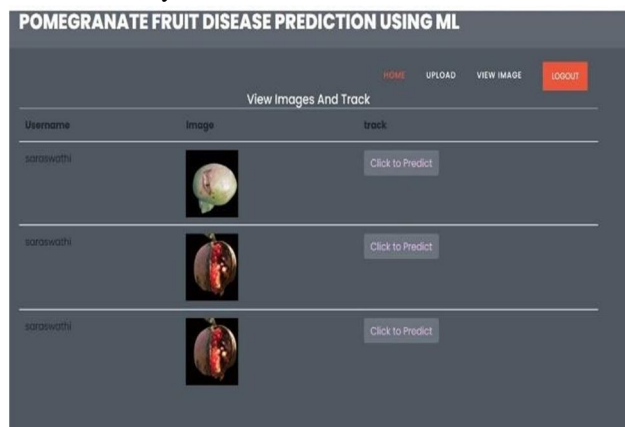 POMEGRANATE FRUIT DISEASE PREDICTION USING ML
HOME UPLOAD VIEW IMAGE LOGOUT
View Images And Track
Username Image track
saraswathi Click to Predict
saraswathi Click to Predict
saraswathi Click to Predict